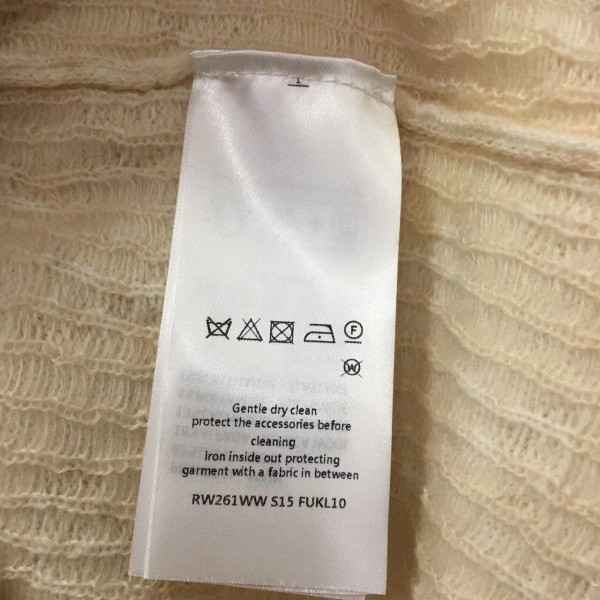 F
W
Gentle dry clean
protect the accessories before
cleaning
Iron inside out protecting
garment with a fabric in between
RW261WW S15 FUKL10